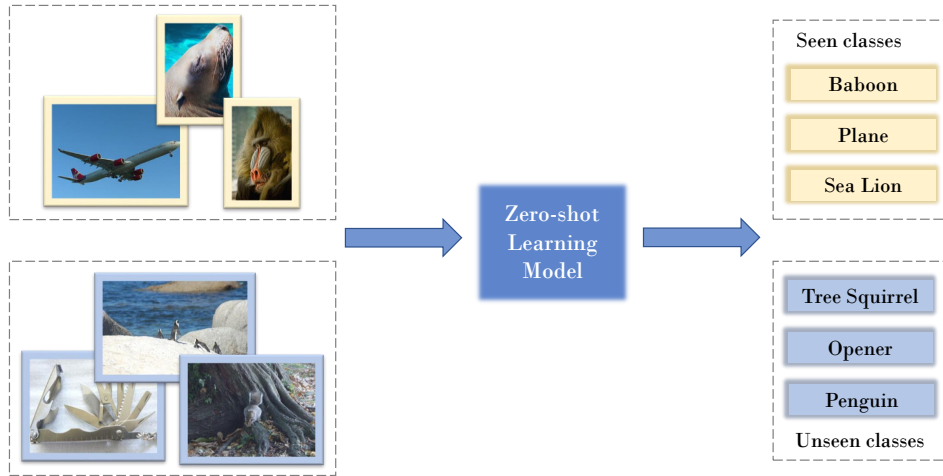 Seen classes
Baboon
Plane
Sea Lion
Zero-shot
Learning
Model
Tree Squirrel
Opener
Penguin
Unseen classes